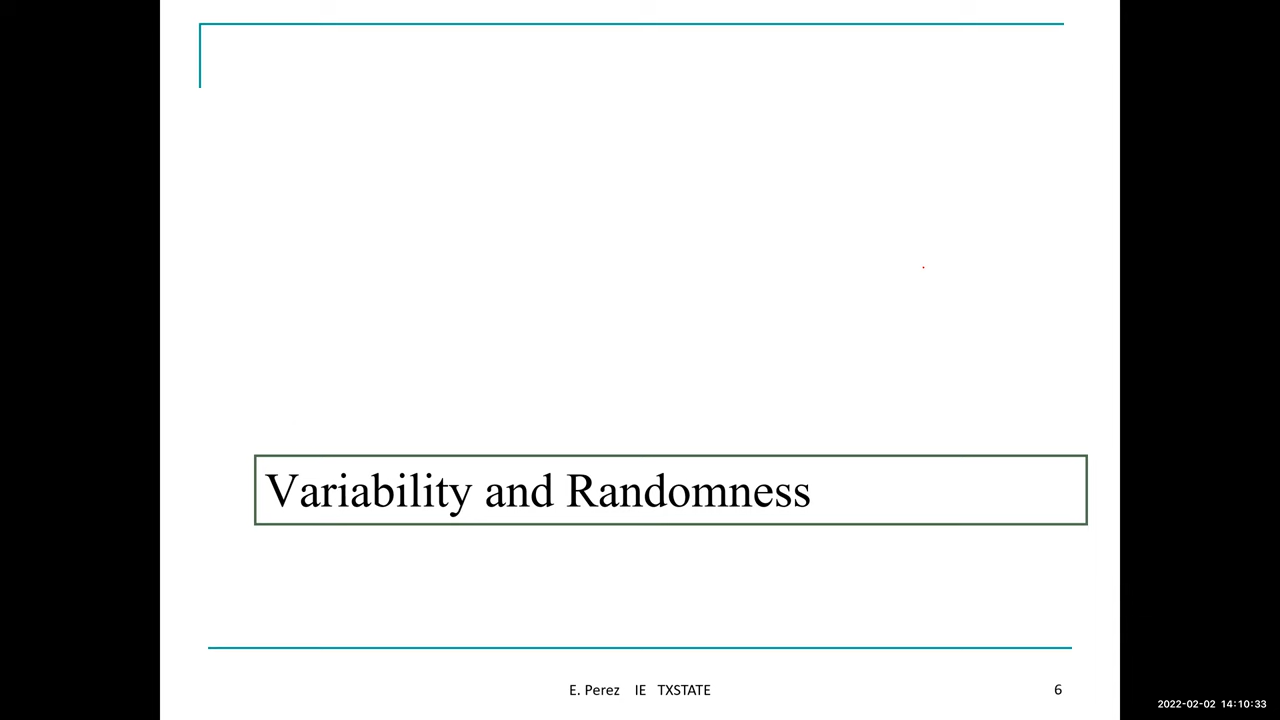 Variability and Randomness
E. Perez IE TXSTATE
6
2022-02-02 14:10:33